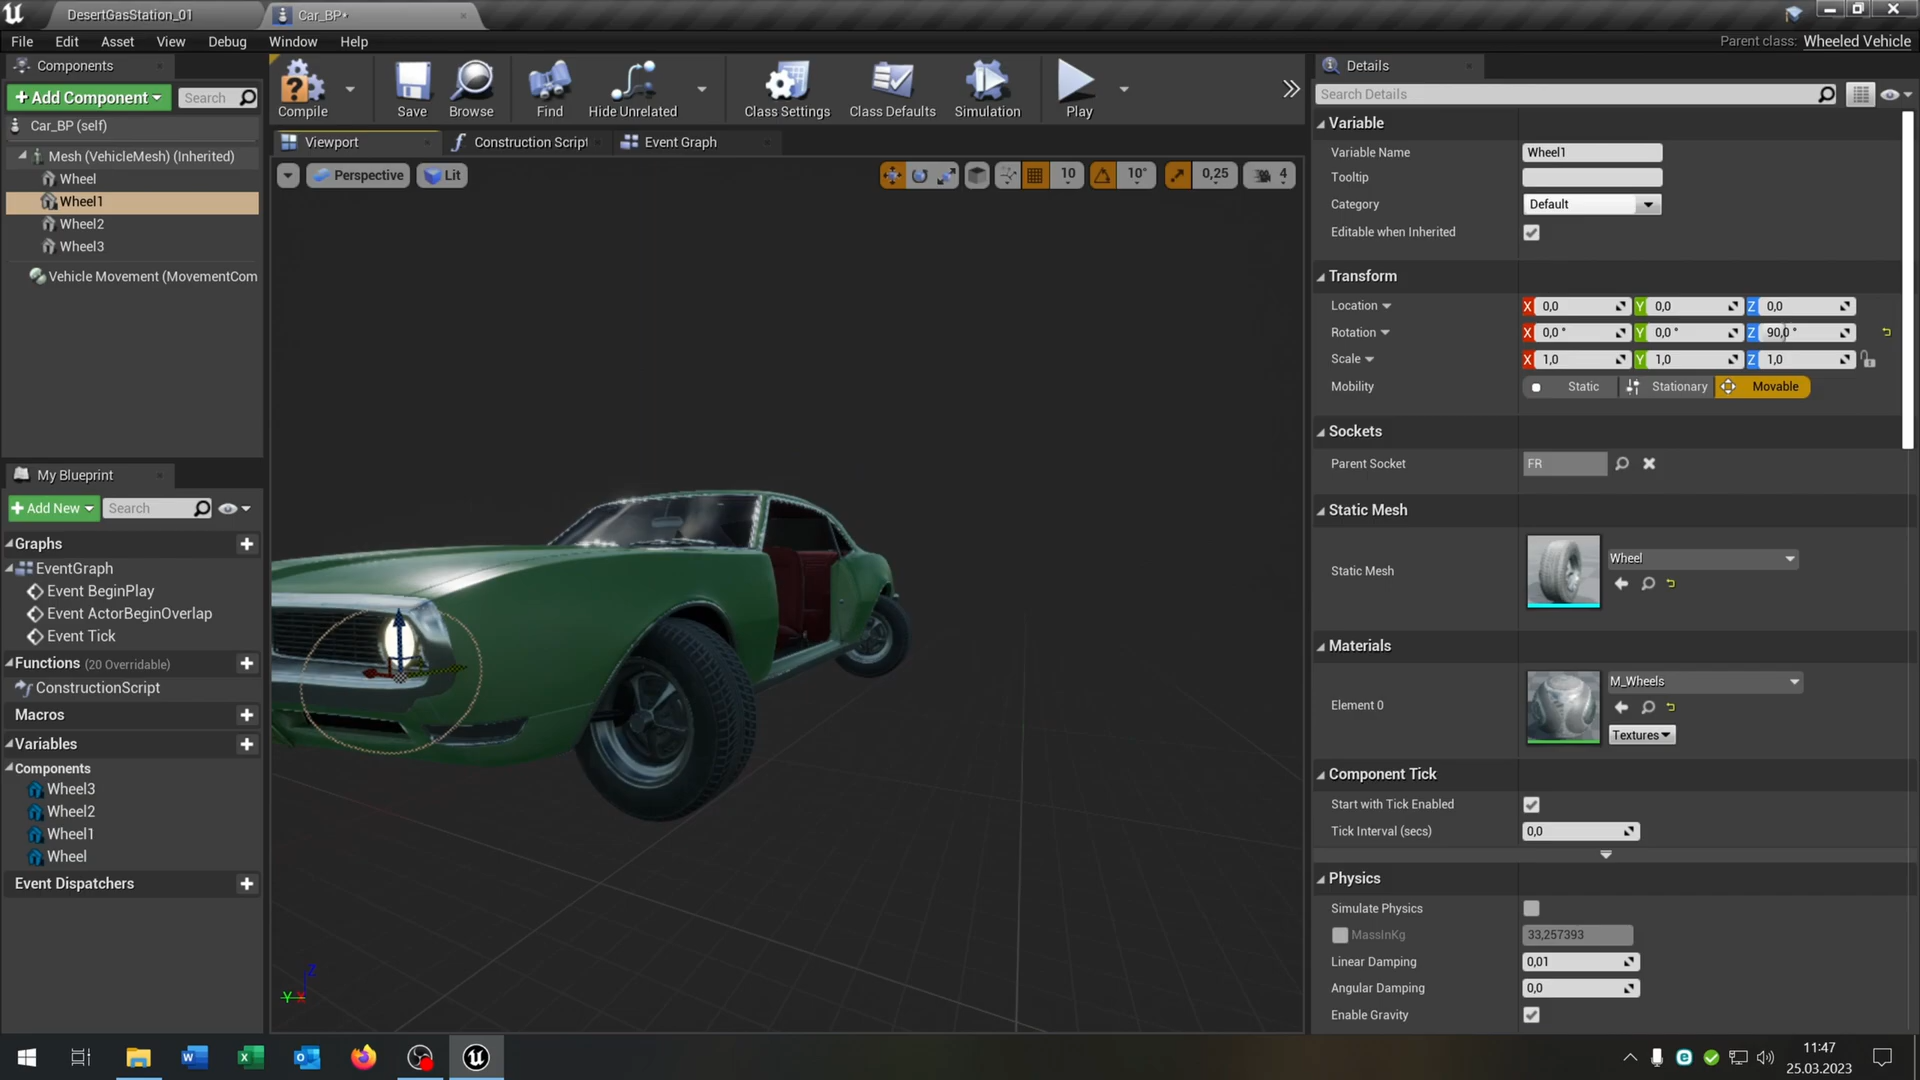 DesertGasStation_01
Car_BP*
File Edit Asset View Debug Window Help
Parent class: Wheeled Vehicle
Components
+Add Component
Search
Car_BP (self)
Mesh (VehicleMesh) (Inherited)
Wheel
Wheel1
Wheel2
Wheel3
Vehicle Movement (MovementCom
My Blueprint
+Add New
Search
Graphs
EventGraph
Event BeginPlay
Event ActorBeginOverlap
Event Tick
Functions (20 Overridable)
ConstructionScript
Macros
Variables
Components
Wheel3
Wheel2
Wheel1
Wheel
Event Dispatchers
Compile
Save
Browse
Find
Hide Unrelated
Class Settings
Class Defaults
Simulation
Play
Viewport
Construction Script
Event Graph
Perspective
Lit
10
10°
0,25
4
Z
Y X
Details
Search Details
Variable
Variable Name Wheel1
Tooltip
Category Default
Editable when Inherited
Transform
Location X 0,0 Y 0,0 Z 0,0
Rotation X 0,0 ° Y 0,0 ° Z 90,0 °
Scale X 1,0 Y 1,0 Z 1,0
Mobility Static Stationary Movable
Sockets
Parent Socket FR
Static Mesh
Static Mesh Wheel
Materials
Element 0 M_Wheels
Textures
Component Tick
Start with Tick Enabled
Tick Interval (secs) 0,0
Physics
Simulate Physics
MassInKg 33,257393
Linear Damping 0,01
Angular Damping 0,0
Enable Gravity
11:47
25.03.2023